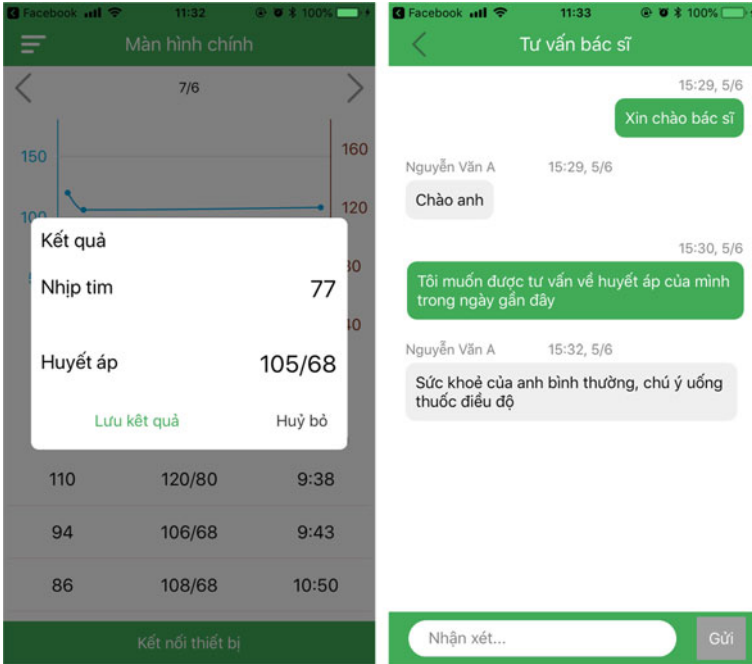 Facebook 11:32 100%
Màn hình chính
7/6
150 160
100 120
80
40
Kết quả
Nhịp tim 77
Huyết áp 105/68
Lưu kết quả Huỷ bỏ
110 120/80 9:38
94 106/68 9:43
86 108/68 10:50
Kết nối thiết bị
Facebook 11:33 100%
Tư vấn bác sĩ
15:29, 5/6
Xin chào bác sĩ
Nguyễn Văn A 15:29, 5/6
Chào anh
15:30, 5/6
Tôi muốn được tư vấn về huyết áp của mình
trong ngày gần đây
Nguyễn Văn A 15:32, 5/6
Sức khoẻ của anh bình thường, chú ý uống
thuốc điều độ
Nhận xét...
Gửi